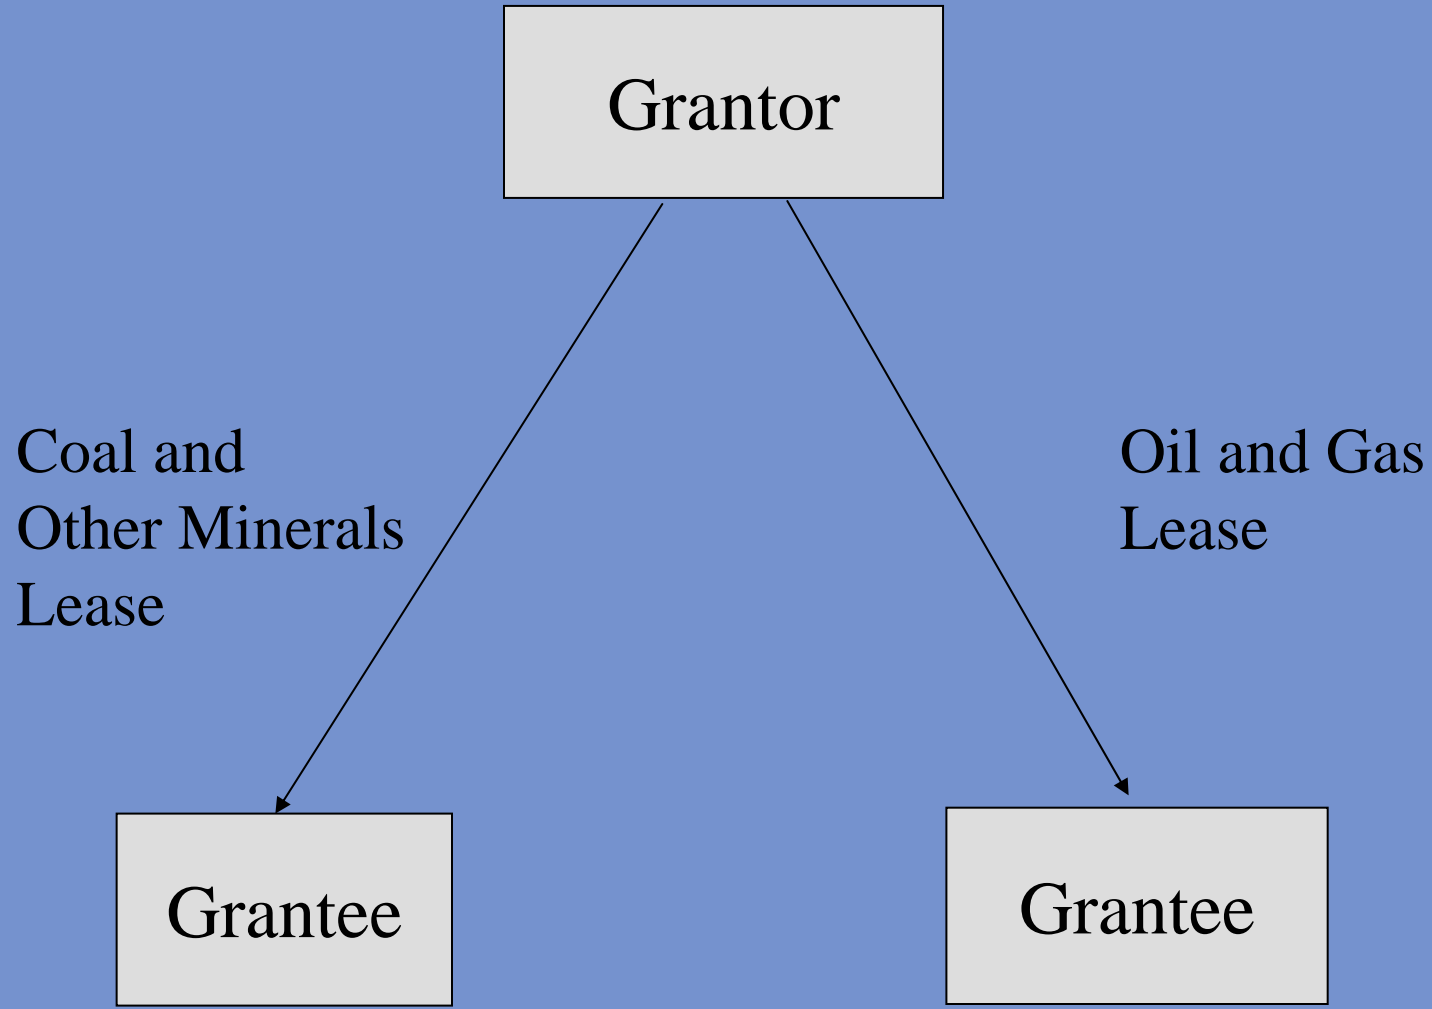 Grantor
Coal and
Other Minerals
Lease
Oil and Gas
Lease
Grantee
Grantee